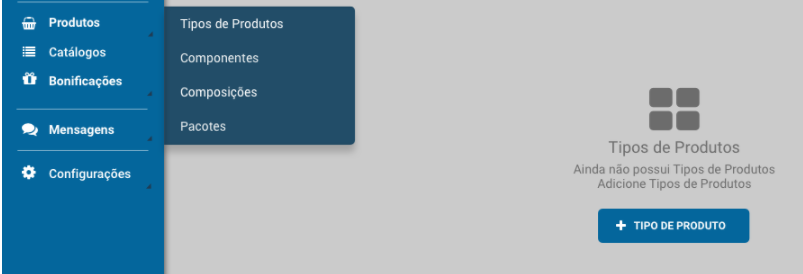 Produtos
Catálogos
Bonificações
Mensagens
Configurações
Tipos de Produtos
Componentes
Composições
Pacotes
Tipos de Produtos
Ainda não possui Tipos de Produtos
Adicione Tipos de Produtos
+ TIPO DE PRODUTO